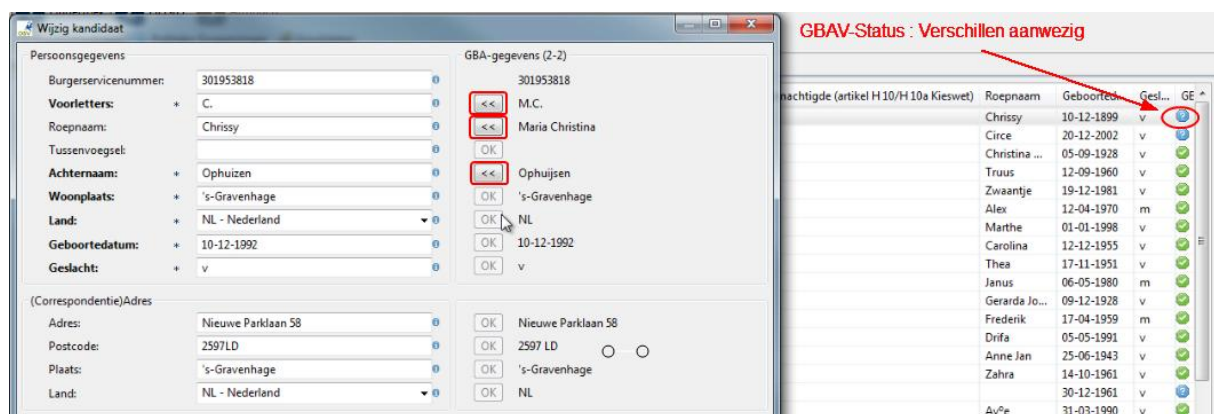 Wijzig kandidaat
GBAV-Status : Verschillen aanwezig
Persoonsgegevens
Burgerservicenummer: 301953818
Voorletters: * C.
Roepnaam: Chrissy
Tussenvoegsel:
Achternaam: * Ophuizen
Woonplaats: * 's-Gravenhage
Land: * NL - Nederland
Geboortedatum: * 10-12-1992
Geslacht: * v
(Correspondentie)Adres
Adres: Nieuwe Parklaan 58
Postcode: 2597LD
Plaats: 's-Gravenhage
Land: NL - Nederland
GBA-gegevens (2-2)
301953818
<< M.C.
<< Maria Christina
OK
<< Ophuijsen
OK 's-Gravenhage
OK NL
OK 10-12-1992
OK v
OK Nieuwe Parklaan 58
OK 2597 LD
OK 's-Gravenhage
OK NL
nachtigde (artikel H10/H10a Kieswet) Roepnaam Geboorted... Gesl... GE
Chrissy 10-12-1899 v
Circe 20-12-2002 v
Christina ... 05-09-1928 v
Truus 12-09-1960 v
Zwaantje 19-12-1981 v
Alex 12-04-1970 m
Marthe 01-01-1998 v
Carolina 12-12-1955 v
Thea 17-11-1951 v
Janus 06-05-1980 m
Gerarda Jo... 09-12-1928 v
Frederik 17-04-1959 m
Drifa 05-05-1991 v
Anne Jan 25-06-1943 v
Zahra 14-10-1961 v
30-12-1961 v
31-03-1990 v